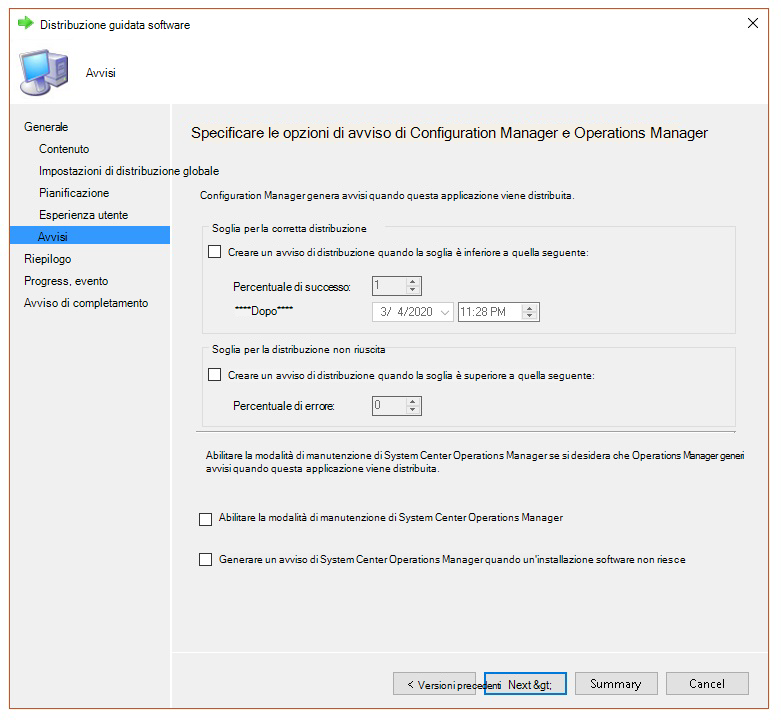 Distribuzione guidata software
Avvisi
Generale
Contenuto
Impostazioni di distribuzione globale
Pianificazione
Esperienza utente
Avvisi
Riepilogo
Progress, evento
Avviso di completamento
Specificare le opzioni di avviso di Configuration Manager e Operations Manager
Configuration Manager genera avvisi quando questa applicazione viene distribuita.
Soglia per la corretta distribuzione
Creare un avviso di distribuzione quando la soglia è inferiore a quella seguente:
Percentuale di successo: 1
****Dopo**** 3/ 4/2020 11:28 PM
Soglia per la distribuzione non riuscita
Creare un avviso di distribuzione quando la soglia è superiore a quella seguente:
Percentuale di errore: 0
Abilitare la modalità di manutenzione di System Center Operations Manager se si desidera che Operations Manager generi
avvisi quando questa applicazione viene distribuita.
Abilitare la modalità di manutenzione di System Center Operations Manager
Generare un avviso di System Center Operations Manager quando un'installazione software non riesce
< Versioni precedenti Next &gt; Summary Cancel